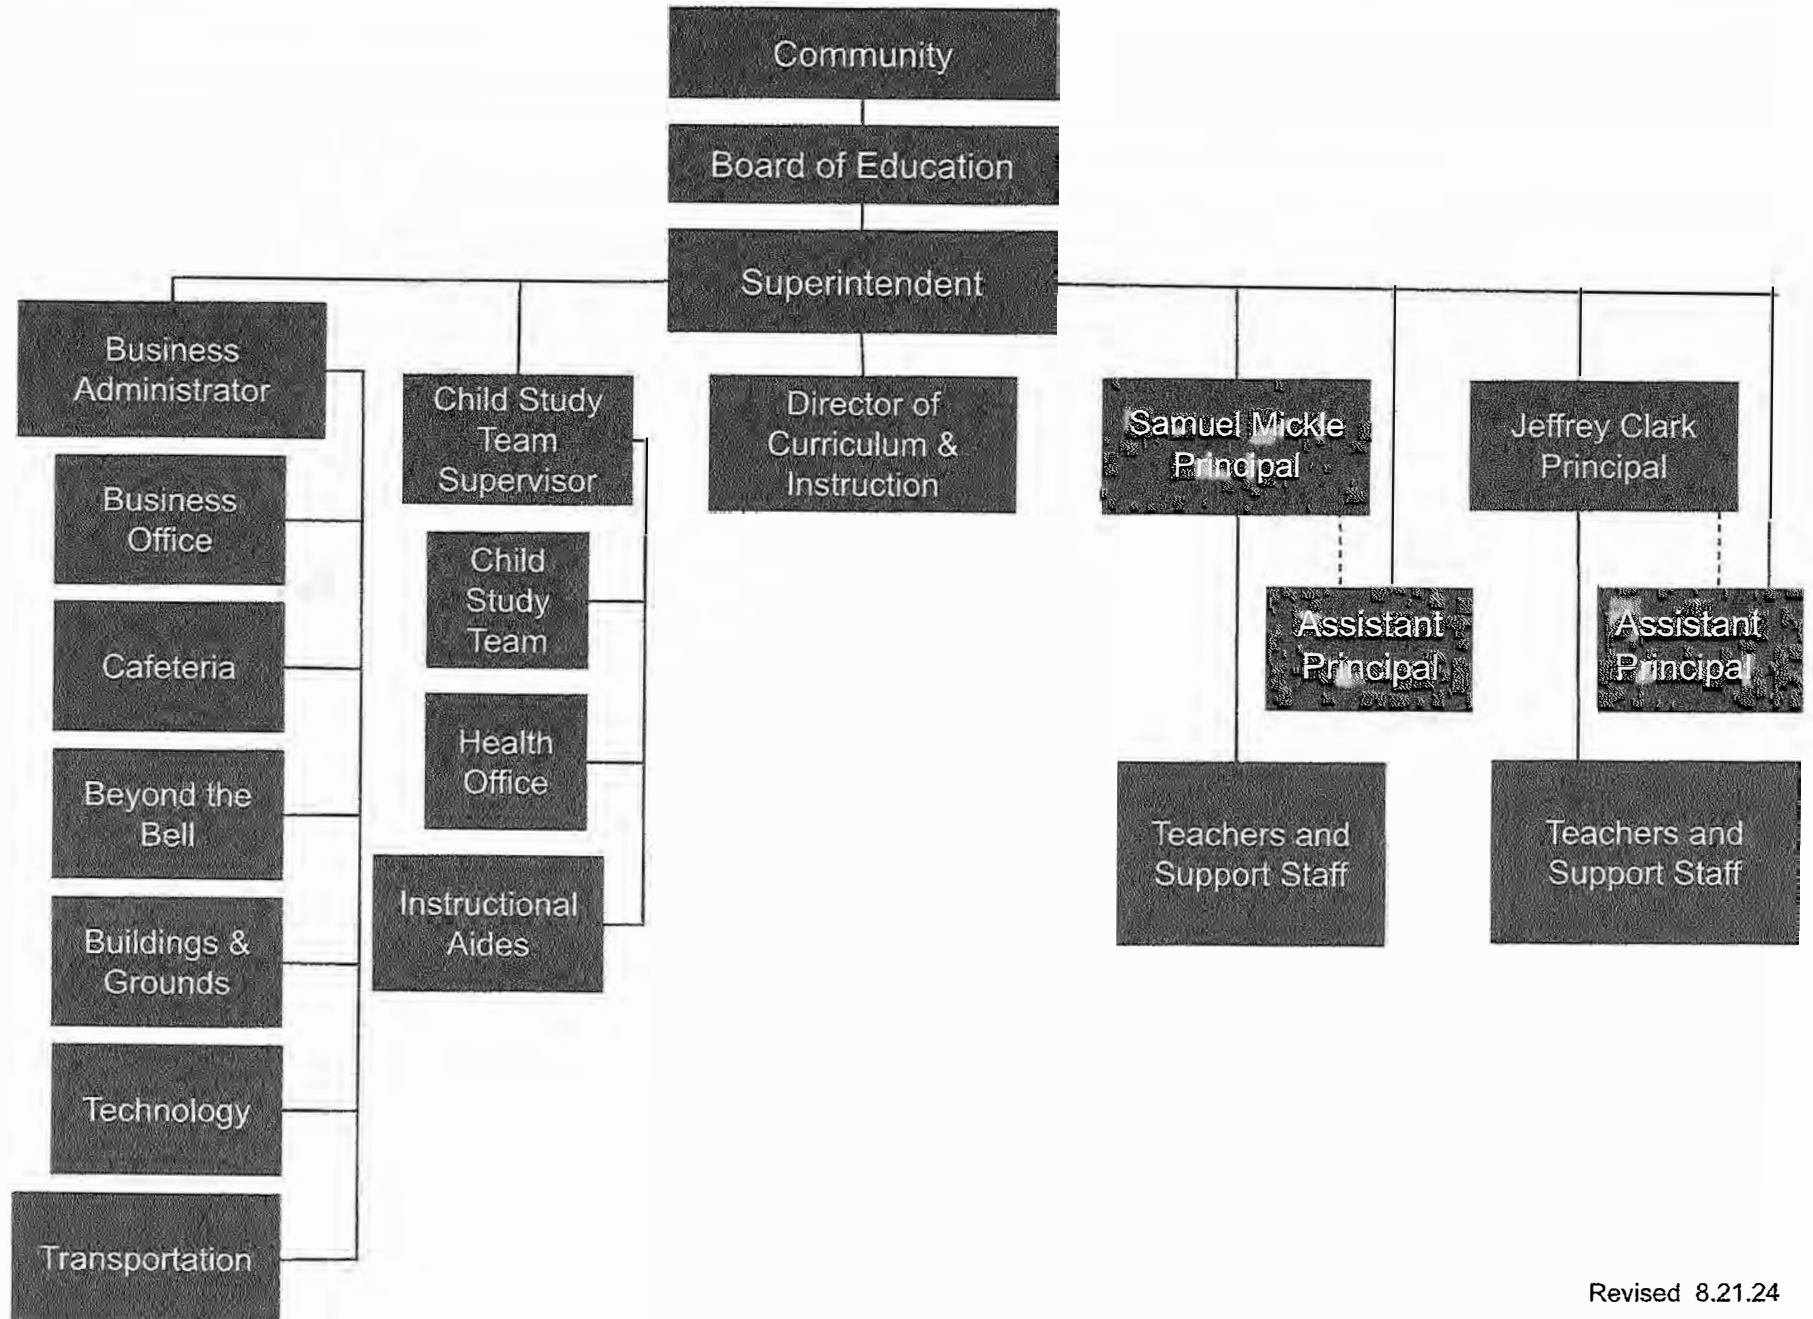 Community
Board of Education
Superintendent
Business
Administrator
Business
Office
Cafeteria
Beyond the
Bell
Buildings &
Grounds
Technology
Transportation
Child Study
Team
Supervisor
Child
Study
Team
Health
Office
Instructional
Aides
Director of
Curriculum &
Instruction
Samuel Mickle
Principal
Assistant
Principal
Teachers and
Support Staff
Jeffrey Clark
Principal
Assistant
Principal
Teachers and
Support Staff
Revised 8.21.24